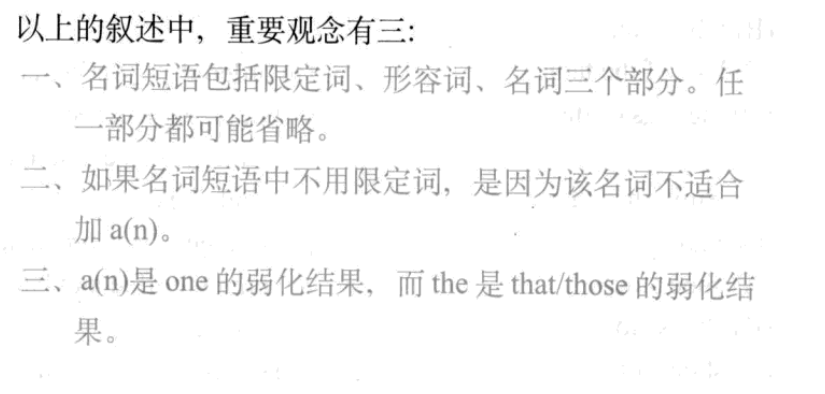 以上的叙述中，重要观念有三:
一、名词短语包括限定词、形容词、名词三个部分。任
一部分都可能省略。
二、如果名词短语中不用限定词，是因为该名词不适合
加 a(n)。
三、a(n)是 one 的弱化结果，而 the 是 that/those 的弱化结
果。